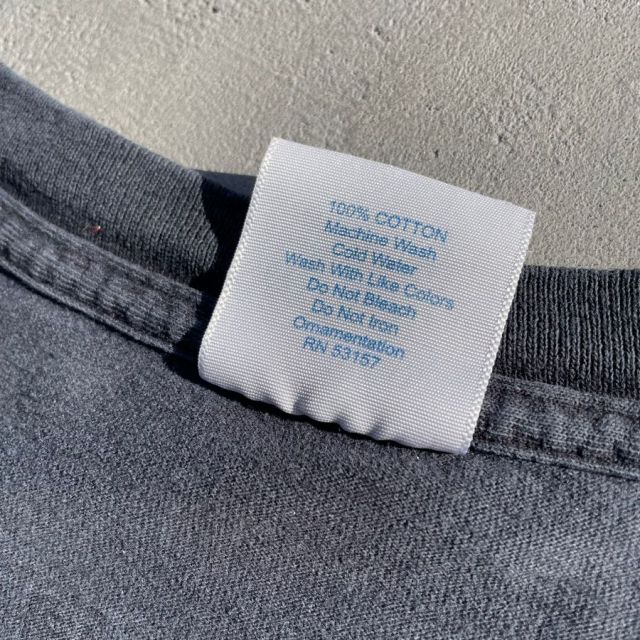 100% COTTON
Machine Wash
Cold Water
Wash With Like Colors
Do Not Bleach
Do Not Iron
Ornamentation
RN 53157